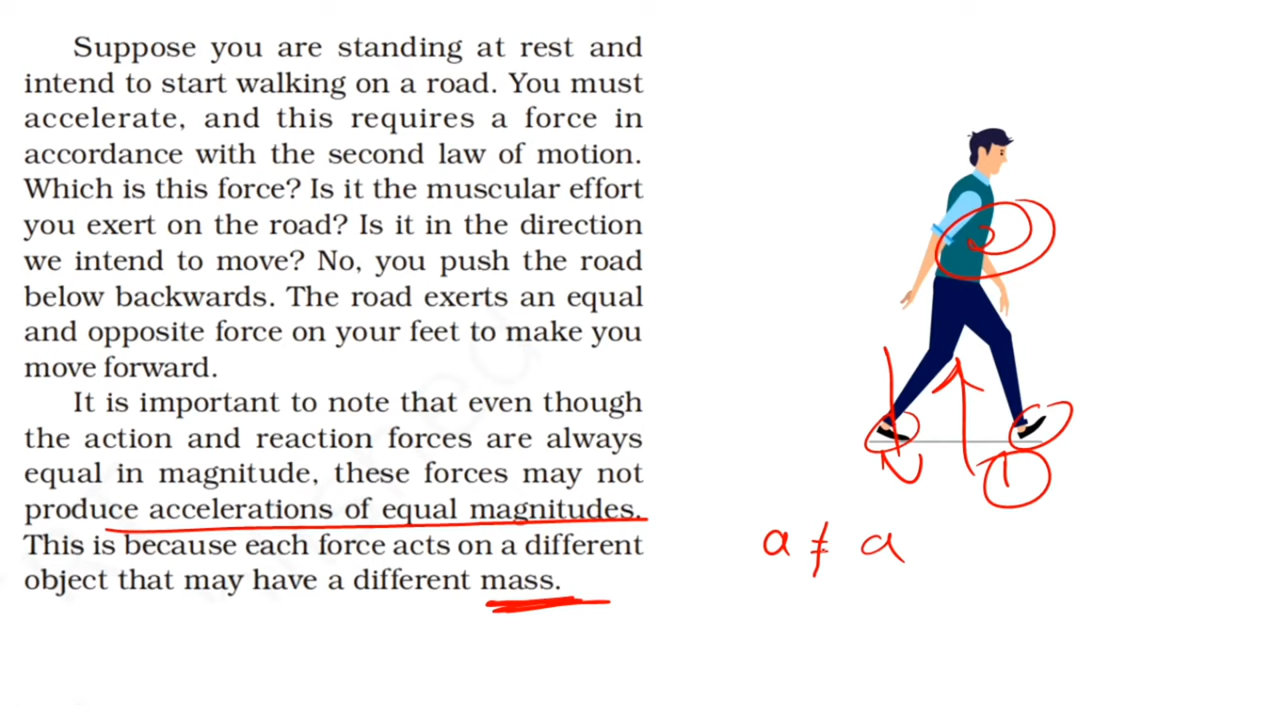 Suppose you are standing at rest and
intend to start walking on a road. You must
accelerate, and this requires a force in
accordance with the second law of motion.
Which is this force? Is it the muscular effort
you exert on the road? Is it in the direction
we intend to move? No, you push the road
below backwards. The road exerts an equal
and opposite force on your feet to make you
move forward.
It is important to note that even though
the action and reaction forces are always
equal in magnitude, these forces may not
produce accelerations of equal magnitudes.
This is because each force acts on a different
object that may have a different mass.
a ≠ a